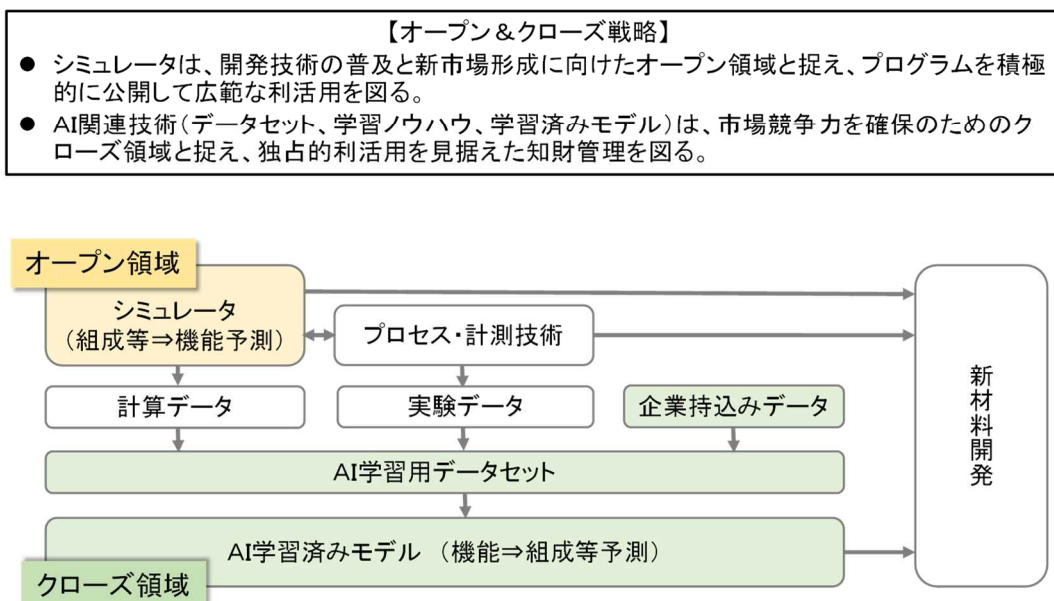 【オープン＆クローズ戦略】
● シミュレータは、開発技術の普及と新市場形成に向けたオープン領域と捉え、プログラムを積極
的に公開して広範な利活用を図る。
● AI関連技術（データセット、学習ノウハウ、学習済みモデル）は、市場競争力を確保のためのク
ローズ領域と捉え、独占的利活用を見据えた知財管理を図る。
オープン領域
シミュレータ
（組成等⇒機能予測）
プロセス・計測技術
計算データ
実験データ
企業持込みデータ
AI学習用データセット
AI学習済みモデル （機能⇒組成等予測）
クローズ領域
新材料開発